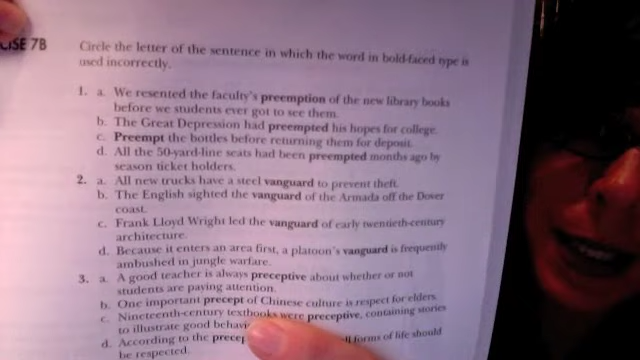 CISE 7B
Circle the letter of the sentence in which the word in bold-faced type is
used incorrectly.
1. a. We resented the faculty's preemption of the new library books
before we students ever got to see them.
b. The Great Depression had preempted his hopes for college.
c. Preempt the bottles before returning them for deposit.
d. All the 50-yard-line seats had been preempted months ago by
season ticket holders.
2. a. All new trucks have a steel vanguard to prevent theft.
b. The English sighted the vanguard of the Armada off the Dover
coast.
c. Frank Lloyd Wright led the vanguard of early twentieth-century
architecture.
d. Because it enters an area first, a platoon's vanguard is frequently
ambushed in jungle warfare.
3. a. A good teacher is always preceptive about whether or not
students are paying attention.
b. One important precept of Chinese culture is respect for elders.
c. Nineteenth-century textbooks were preceptive, containing stories
to illustrate good behavi
d. According to the precep forms of life should
be respected.